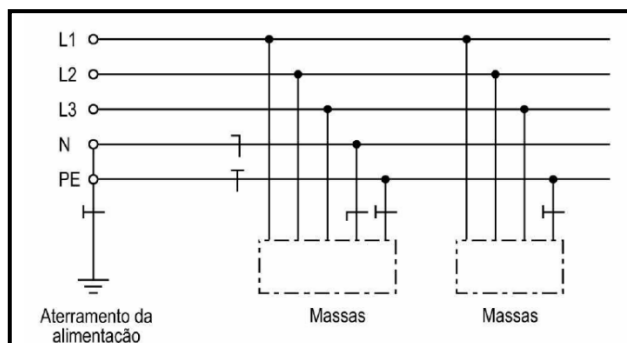 L1
L2
L3
N
PE
Aterramento da
alimentação
Massas
Massas